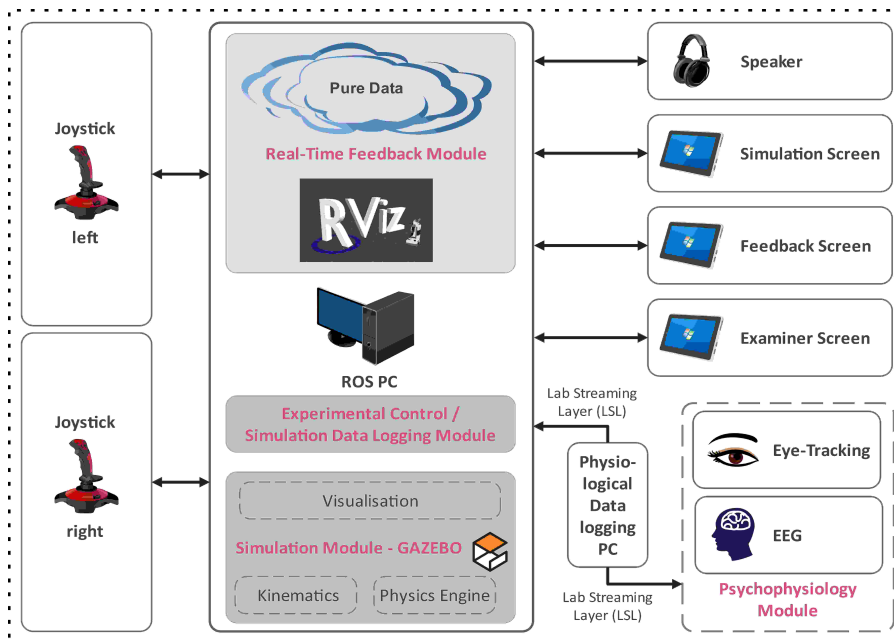 Joystick
left
Joystick
right
Pure Data
Real-Time Feedback Module
RViz
ROS PC
Experimental Control /
Simulation Data Logging Module
Visualisation
Simulation Module - GAZEBO
Kinematics
Physics Engine
Speaker
Simulation Screen
Feedback Screen
Examiner Screen
Lab Streaming
Layer (LSL)
Physio-
logical
Data
logging
PC
Lab Streaming
Layer (LSL)
Eye-Tracking
EEG
Psychophysiology
Module